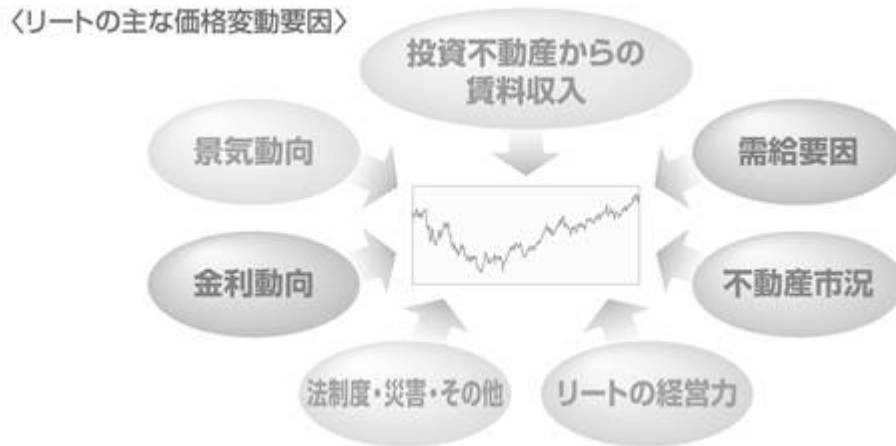 〈リートの主な価格変動要因〉
投資不動産からの
賃料収入
景気動向
需給要因
金利動向
不動産市況
法制度・災害・その他
リートの経営力